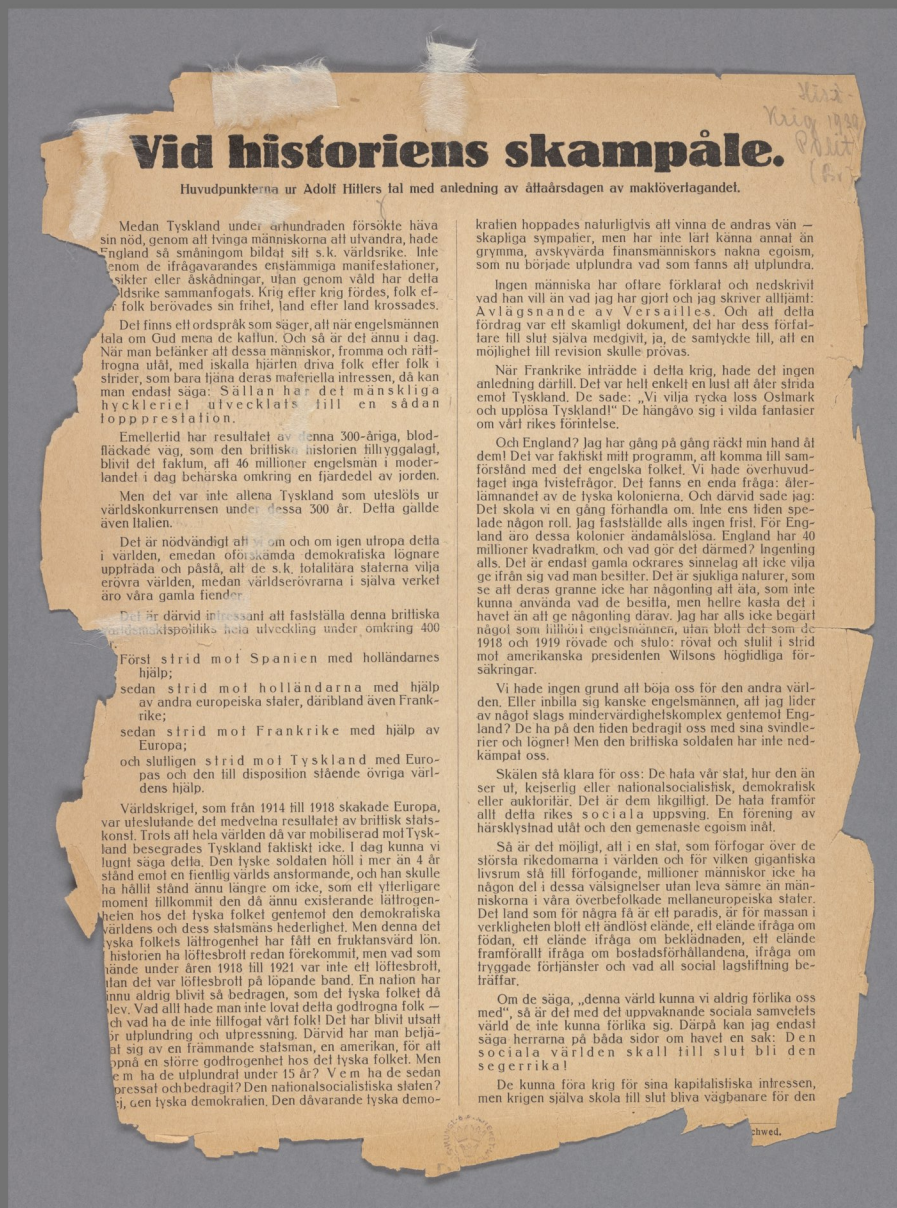 Hist-
Krig 1939
Polit
(Br)
Vid historiens skampåle.
Huvudpunkterna ur Adolf Hitlers tal med anledning av åttaårsdagen av maktövertagandet.
Medan Tyskland under århundraden försökte häva
sin nöd, genom att tvinga människorna att utvandra, hade
England så småningom bildat sitt s.k. världsrike. Inte
genom de ifrågavarandes enstämmiga manifestationer,
sikter eller åskådningar, utan genom våld har detta
ldsrike sammanfogats. Krig efter krig fördes, folk ef-
r folk berövades sin frihet, land efter land krossades.
Det finns ett ordspråk som säger, att när engelsmännen
tala om Gud mena de kattun. Och så är det ännu i dag.
När man betänker att dessa människor, fromma och rätt-
trogna utåt, med iskalla hjärten driva folk efter folk i
strider, som bara tjäna deras materiella intressen, då kan
man endast säga: Sällan har det mänskliga
hyckleriet utvecklats till en sådan
toppprestation.
Emellertid har resultatet av denna 300-åriga, blod-
fläckade väg, som den brittiska historien tillryggalagt,
blivit det faktum, att 46 millioner engelsmän i moder-
landet i dag behärska omkring en fjärdedel av jorden.
Men det var inte allena Tyskland som uteslöts ur
världskonkurrensen under dessa 300 år. Detta gällde
även Italien.
Det är nödvändigt att vi om och om igen utropa detta
i världen, emedan oförskämda demokratiska lögnare
uppträda och påstå, att de s.k. totalitära staterna vilja
erövra världen, medan världserövrarna i själva verket
äro våra gamla fiender.
Det är därvid intressant att fastställa denna brittiska
världsmaktspolitiks hela utveckling under omkring 400
Först strid mot Spanien med holländarnes
hjälp;
sedan strid mot holländarna med hjälp
av andra europeiska stater, däribland även Frank-
rike;
sedan strid mot Frankrike med hjälp av
Europa;
och slutligen strid mot Tyskland med Euro-
pas och den till disposition stående övriga värl-
dens hjälp.
Världskriget, som från 1914 till 1918 skakade Europa,
var uteslutande det medvetna resultatet av brittisk stats-
konst. Trots att hela världen då var mobiliserad mot Tysk-
land besegrades Tyskland faktiskt icke. I dag kunna vi
lugnt säga detta. Den tyske soldaten höll i mer än 4 år
stånd emot en fientlig världs anstormande, och han skulle
ha hållit stånd ännu längre om icke, som ett ytterligare
moment tillkommit den då ännu existerande lättrogen-
heten hos det tyska folket gentemot den demokratiska
världens och dess statsmäns hederlighet. Men denna det
tyska folkets lättrogenhet har fått en fruktansvärd lön.
historien ha löftesbrott redan förekommit, men vad som
hände under åren 1918 till 1921 var inte ett löftesbrott,
utan det var löftesbrott på löpande band. En nation har
ännu aldrig blivit så bedragen, som det tyska folket då
blev. Vad allt hade man inte lovat detta godtrogna folk —
och vad ha de inte tillfogat vårt folk! Det har blivit utsatt
för utplundring och utpressning. Därvid har man betjä-
at sig av en främmande statsman, en amerikan, för att
uppnå en större godtrogenhet hos det tyska folket. Men
em ha de utplundrat under 15 år? Vem ha de sedan
pressat och bedragit? Den nationalsocialistiska staten?
ej, den tyska demokratien. Den dåvarande tyska demo-
kratien hoppades naturligtvis att vinna de andras vän —
skapliga sympatier, men har inte lärt känna annat än
grymma, avskyvärda finansmänniskors nakna egoism,
som nu började utplundra vad som fanns att utplundra.
Ingen människa har oftare förklarat och nedskrivit
vad han vill än vad jag har gjort och jag skriver alltjämt:
Avlägsnande av Versailles. Och att detta
fördrag var ett skamligt dokument, det har dess förfat-
tare till slut själva medgivit, ja, de samtyckte till, att en
möjlighet till revision skulle prövas.
När Frankrike inträdde i detta krig, hade det ingen
anledning därtill. Det var helt enkelt en lust att åter strida
emot Tyskland. De sade: „Vi vilja rycka loss Ostmark
och upplösa Tyskland!“ De hängåvo sig i vilda fantasier
om vårt rikes förintelse.
Och England? Jag har gång på gång räckt min hand åt
dem! Det var faktiskt mitt programm, att komma till sam-
förstånd med det engelska folket. Vi hade överhuvud-
taget inga tvistefrågor. Det fanns en enda fråga: åter-
lämnandet av de tyska kolonierna. Och därvid sade jag:
Det skola vi en gång förhandla om. Inte ens tiden spe-
lade någon roll. Jag fastställde alls ingen frist. För Eng-
land äro dessa kolonier ändamålslösa. England har 40
millioner kvadratkm. och vad gör det därmed? Ingenting
alls. Det är endast gamla ockrares sinnelag att icke vilja
ge ifrån sig vad man besitter. Det är sjukliga naturer, som
se att deras granne icke har någonting att äta, som inte
kunna använda vad de besitta, men hellre kasta det i
havet än att ge någonting därav. Jag har alls icke begärt
något som tillhör engelsmännen, utan blott det som de
1918 och 1919 rövade och stulo: rövat och stulit i strid
mot amerikanska presidenten Wilsons högtidliga för-
säkringar.
Vi hade ingen grund att böja oss för den andra värl-
den. Eller inbilla sig kanske engelsmännen, att jag lider
av något slags mindervärdighetskomplex gentemot Eng-
land? De ha på den tiden bedragit oss med sina svindle-
rier och lögner! Men den brittiska soldaten har inte ned-
kämpat oss.
Skälen stå klara för oss: De hata vår stat, hur den än
ser ut, kejserlig eller nationalsocialistisk, demokratisk
eller auktoritär. Det är dem likgiltigt. De hata framför
allt detta rikes sociala uppsving. En förening av
härsklystnad utåt och den gemenaste egoism inåt.
Så är det möjligt, att i en stat, som förfogar över de
största rikedomarna i världen och för vilken gigantiska
livsrum stå till förfogande, millioner människor icke ha
någon del i dessa välsignelser utan leva sämre än män-
niskorna i våra överbefolkade mellaneuropeiska stater.
Det land som för några få är ett paradis, är för massan i
verkligheten blott ett ändlöst elände, ett elände ifråga om
födan, ett elände ifråga om beklädnaden, ett elände
framförallt ifråga om bostadsförhållandena, ifråga om
tryggade förtjänster och vad all social lagstiftning be-
träffar.
Om de säga, „denna värld kunna vi aldrig förlika oss
med“, så är det med det uppvaknande sociala samvetets
värld de inte kunna förlika sig. Därpå kan jag endast
säga herrarna på båda sidor om havet en sak: Den
sociala världen skall till slut bli den
segerrika!
De kunna föra krig för sina kapitalistiska intressen,
men krigen själva skola till slut bliva vägbanare för den
chwed.